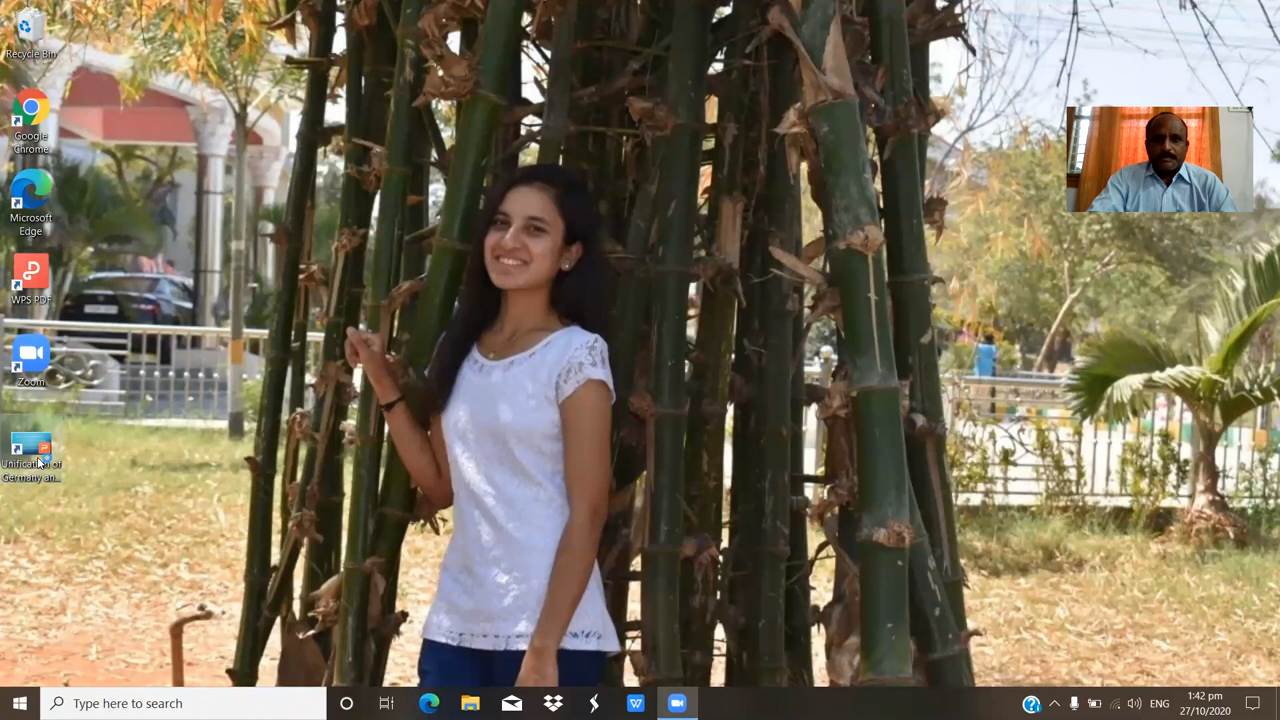 Recycle Bin
Google
Chrome
Microsoft
Edge
WPS PDF
Zoom
Unification of
Germany an...
Type here to search
ENG
1:42 pm
27/10/2020